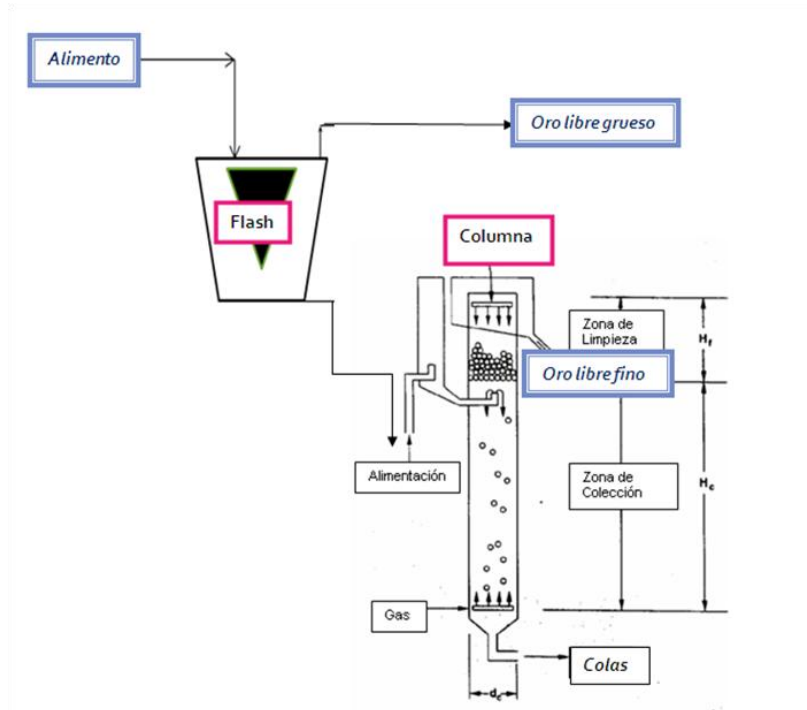 Alimento
Oro libre grueso
Flash
Columna
Zona de
Limpieza
Hf
Oro libre fino
Alimentación
Zona de
Colección
Hc
Gas
Colas
dc